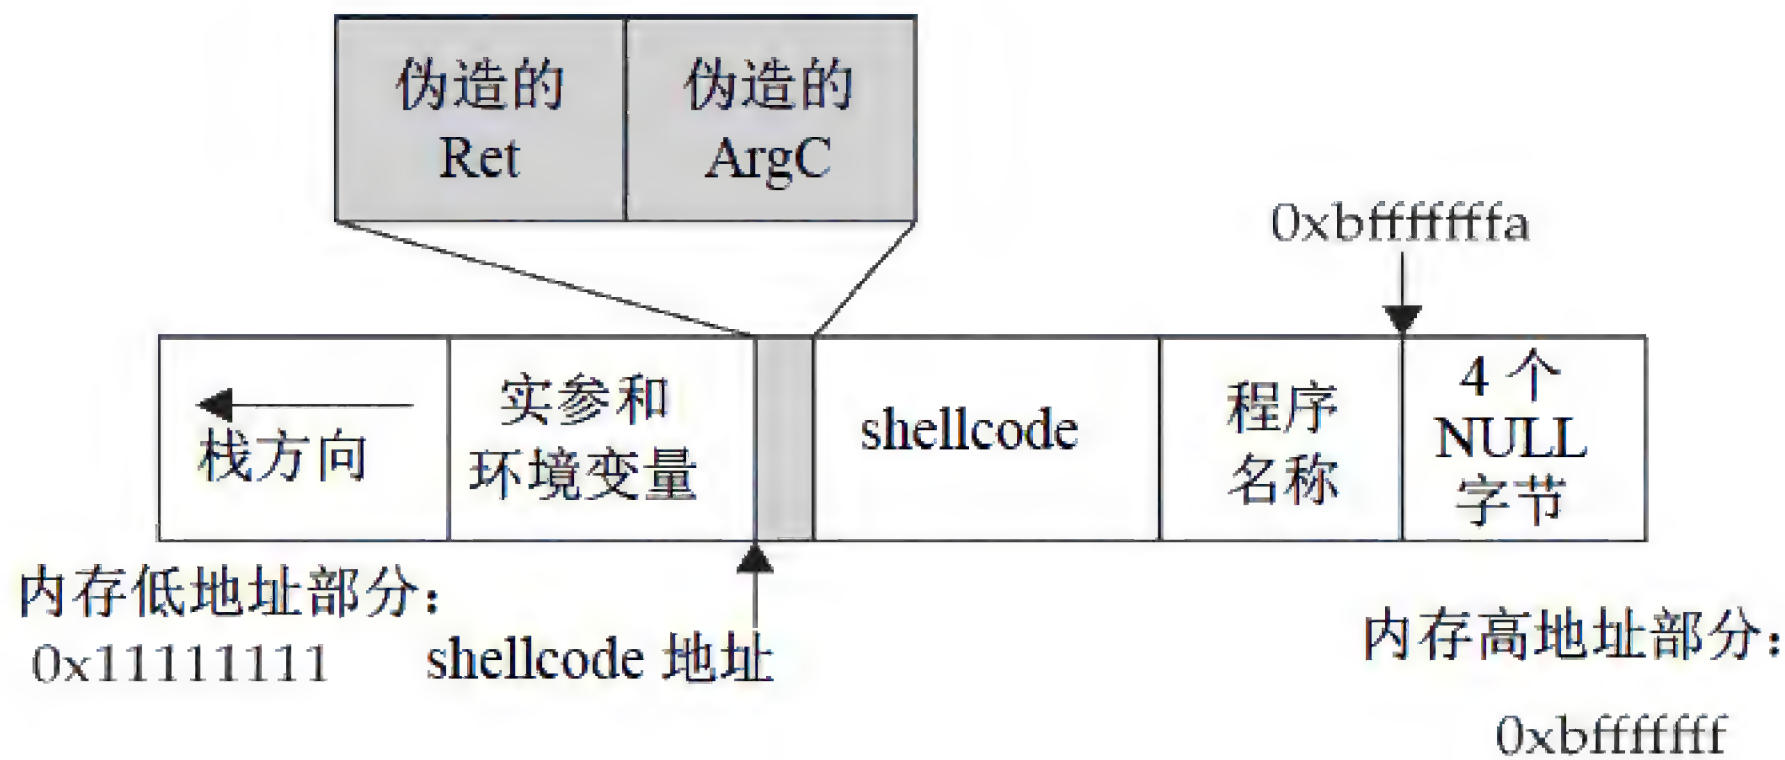 伪造的
Ret
伪造的
ArgC
0xbfffffffa
栈方向
实参和
环境变量
shellcode
程序
名称
4 个
NULL
字节
内存低地址部分：
0x11111111
shellcode 地址
内存高地址部分：
0xbfffffff